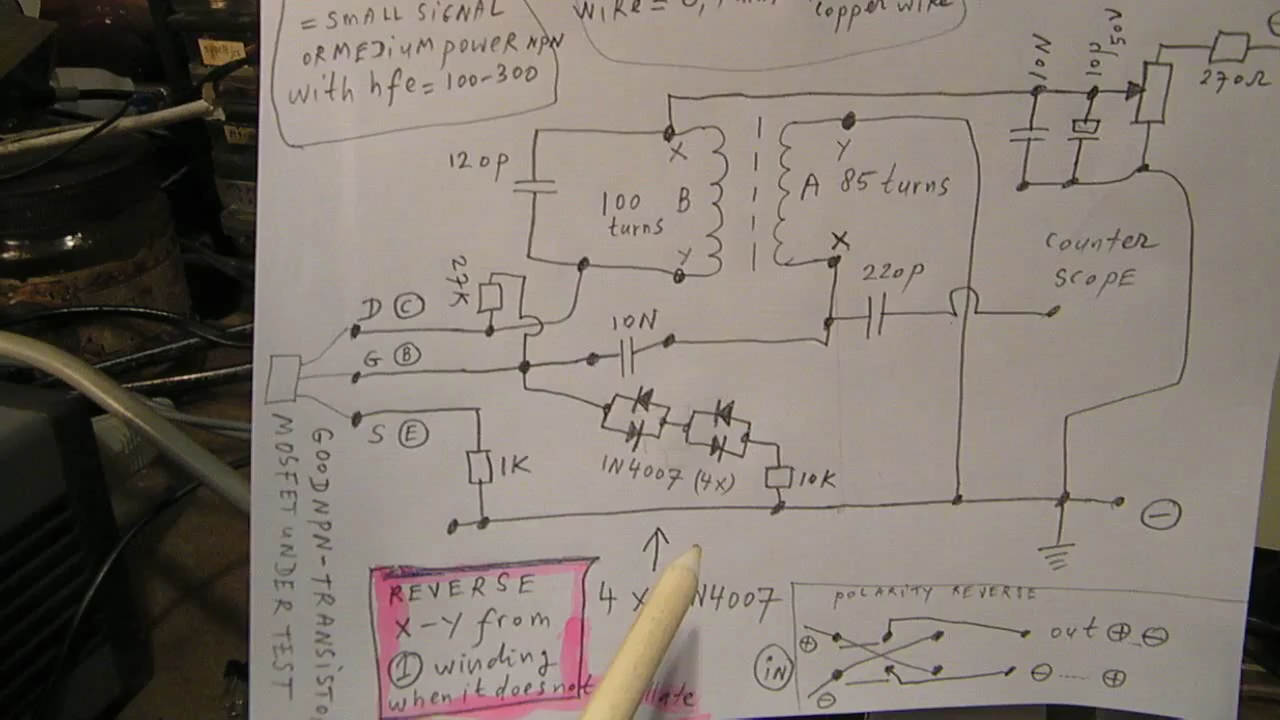 = SMALL SIGNAL
OR MEDIUM power NPN
with hfe = 100-300
Copper wire
10N
10µ/50V
270Ω
120p
X
Y
100
turns
B
A 85 turns
X
Y
Counter
SCOPE
220p
27K
D (C)
G (B)
S (E)
10N
1K
1N4007 (4x)
10K
GOOD NPN-TRANSISTO
MOSFET UNDER TEST
REVERSE
X-Y from
(1) winding
when it does not
4 x
N4007
POLARITY REVERSE
⊕
out ⊕ ⊖
(iN)
⊖ ..... ⊕
⊖
⊖